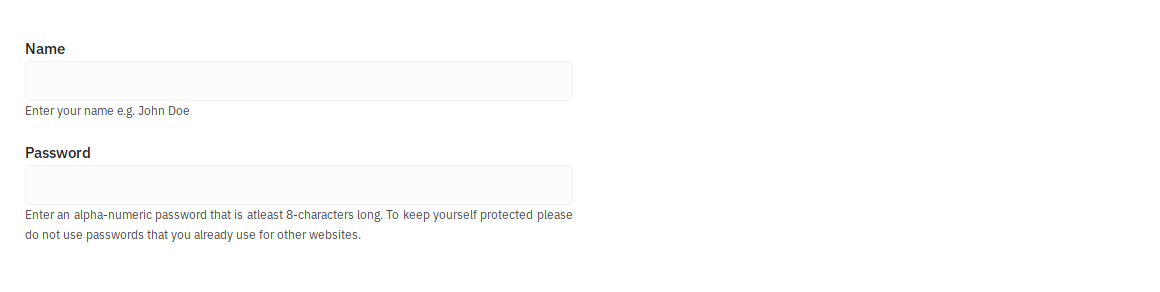 Name
Enter your name e.g. John Doe
Password
Enter an alpha-numeric password that is atleast 8-characters long. To keep yourself protected please
do not use passwords that you already use for other websites.